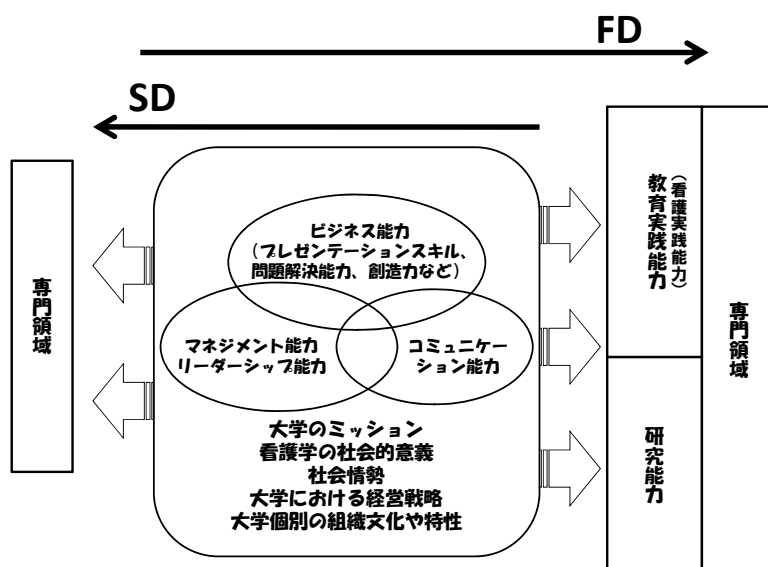 FD
SD
専門領域
ビジネス能力
(プレゼンテーションスキル、
問題解決能力、創造力など)
マネジメント能力
リーダーシップ能力
コミュニケー
ション能力
大学のミッション
看護学の社会的意義
社会情勢
大学における経営戦略
大学個別の組織文化や特性
教育実践能力
(看護実践能力)
研究能力
専門領域